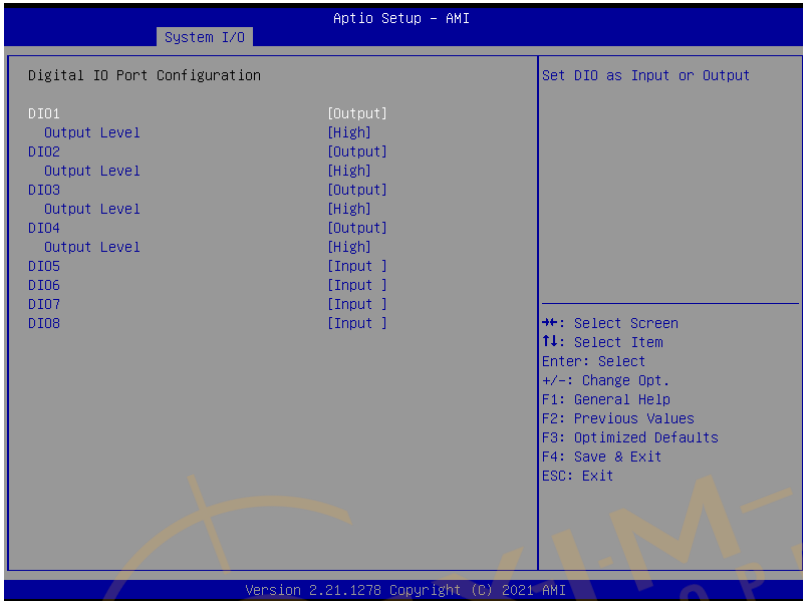 Aptio Setup – AMI
System I/O
Digital IO Port Configuration
DIO1 [Output]
Output Level [High]
DIO2 [Output]
Output Level [High]
DIO3 [Output]
Output Level [High]
DIO4 [Output]
Output Level [High]
DIO5 [Input ]
DIO6 [Input ]
DIO7 [Input ]
DIO8 [Input ]
Set DIO as Input or Output
→←: Select Screen
↑↓: Select Item
Enter: Select
+/-: Change Opt.
F1: General Help
F2: Previous Values
F3: Optimized Defaults
F4: Save & Exit
ESC: Exit
Version 2.21.1278 Copyright (C) 2021 AMI